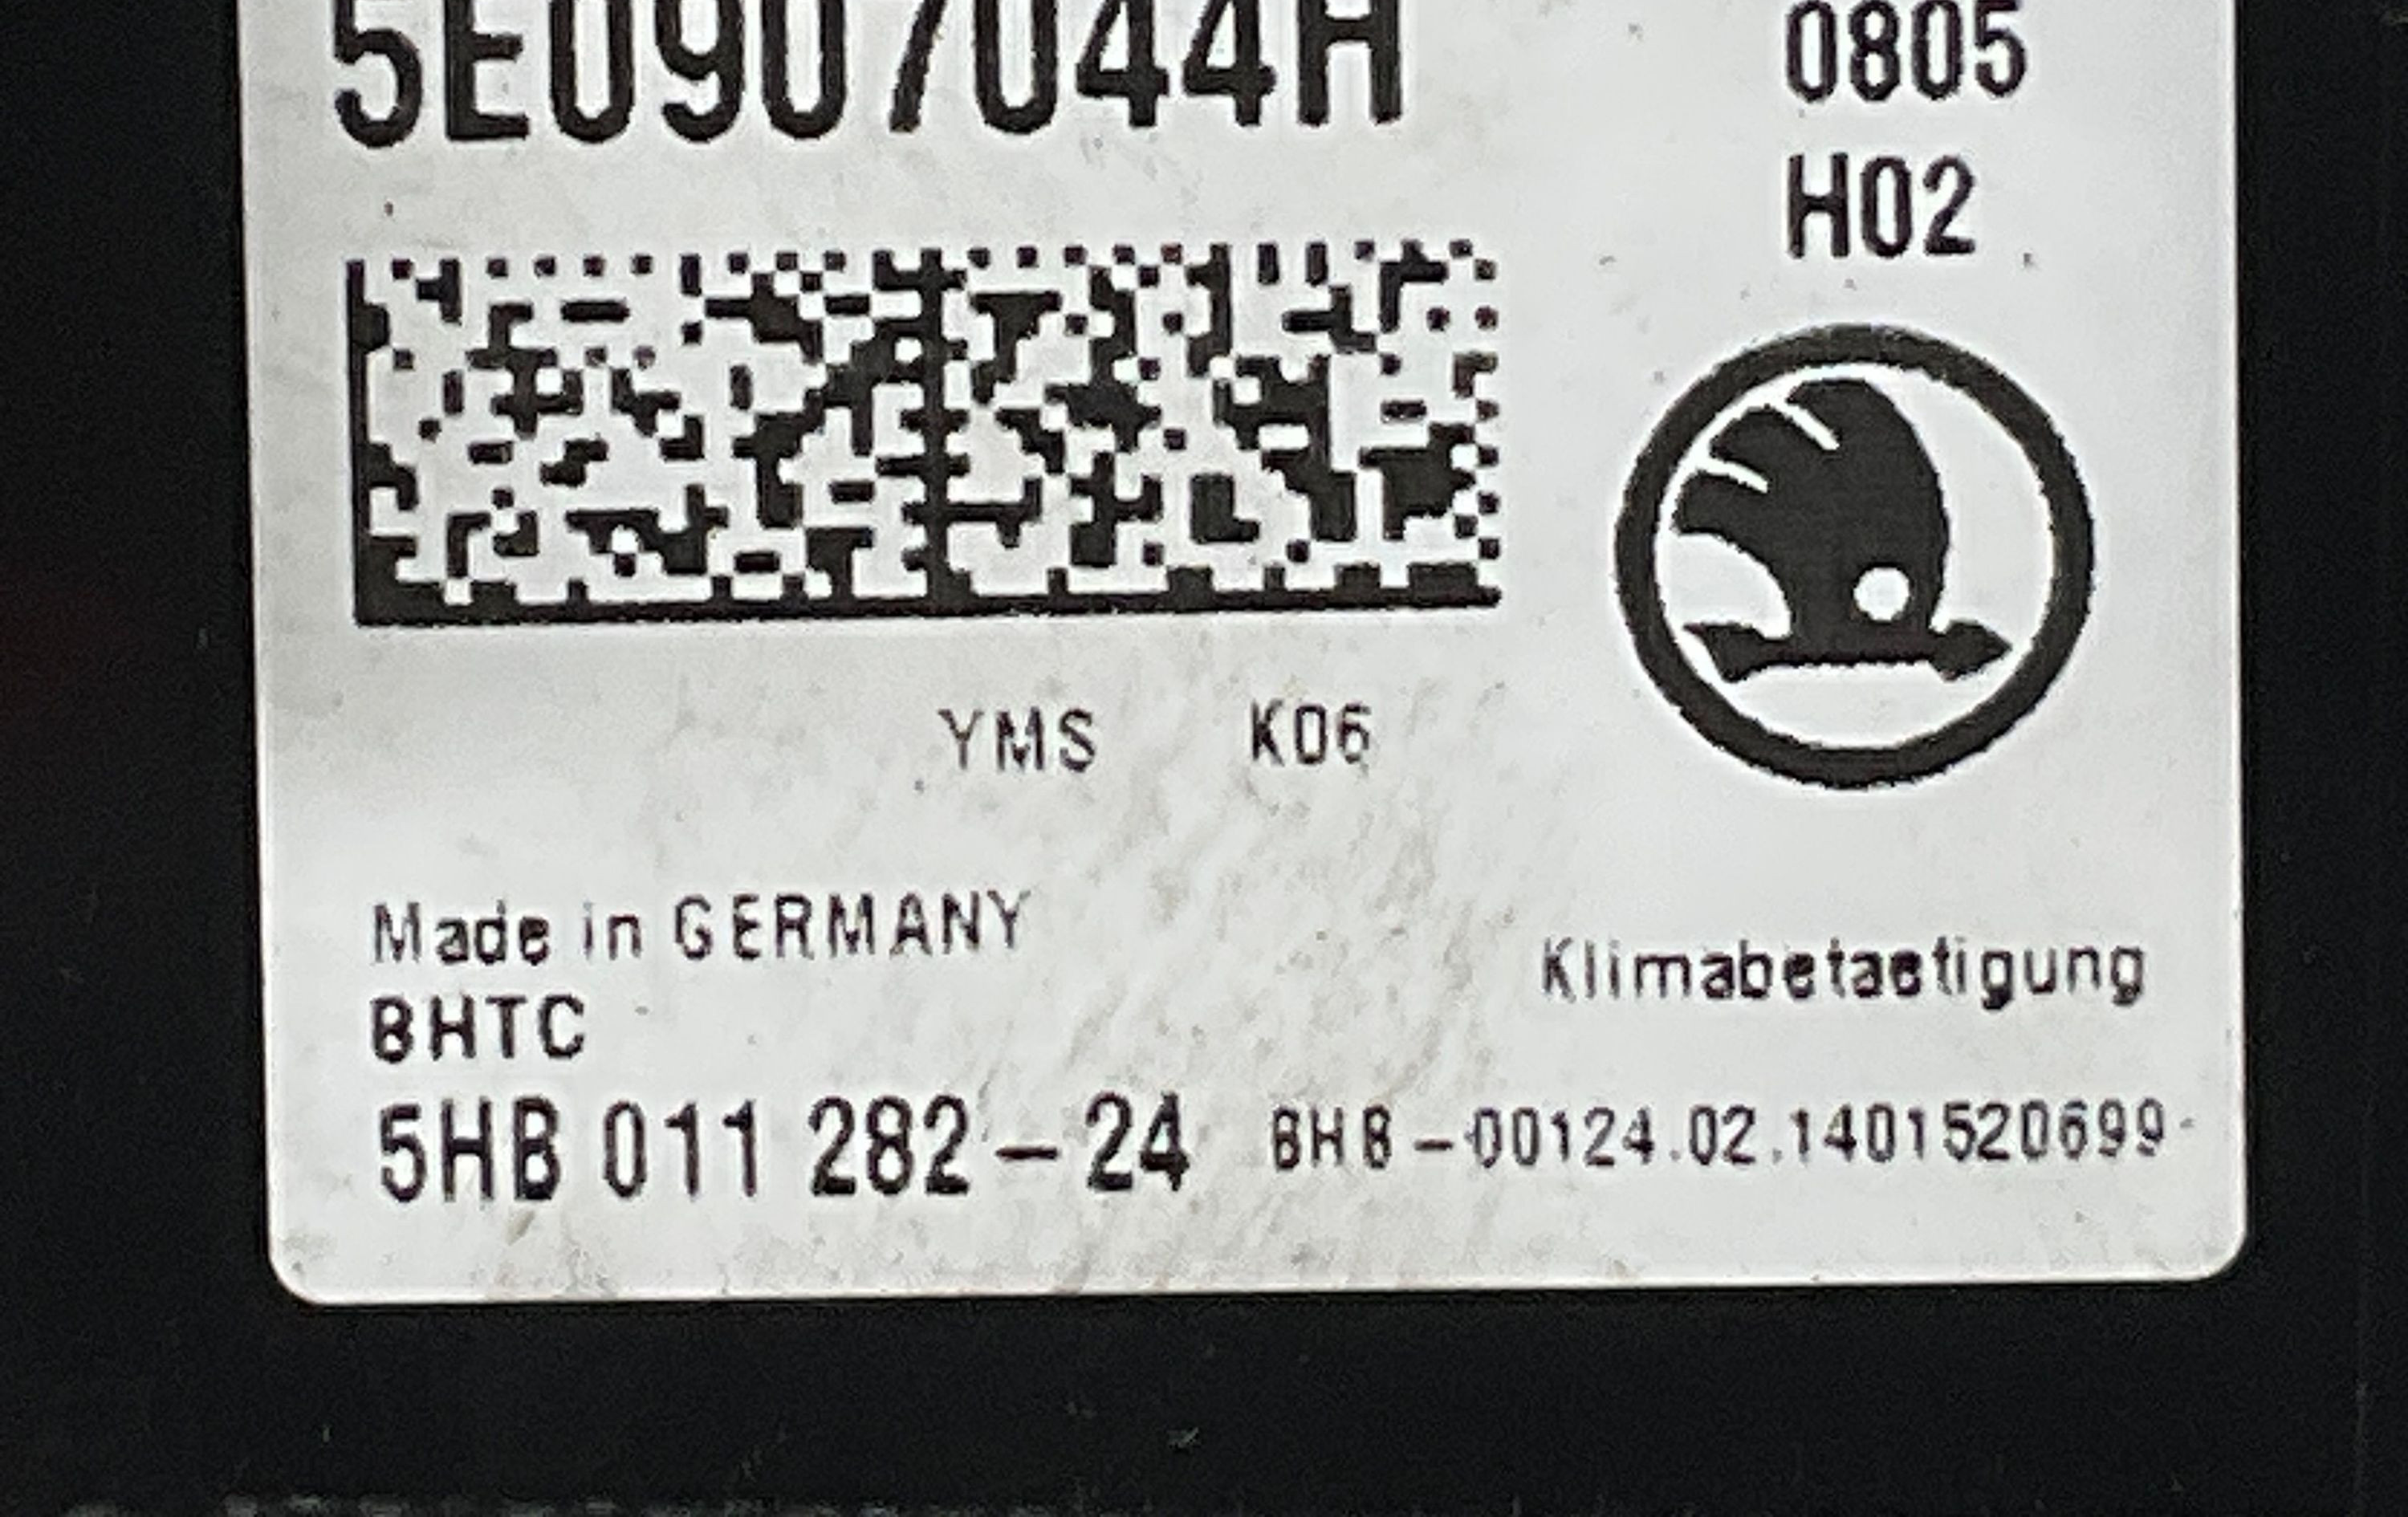 5E0907044H
0805
H02
YMS K06
Made in GERMANY
BHTC
Klimabetaetigung
5HB 011 282-24 BHB-00124.02.1401520699